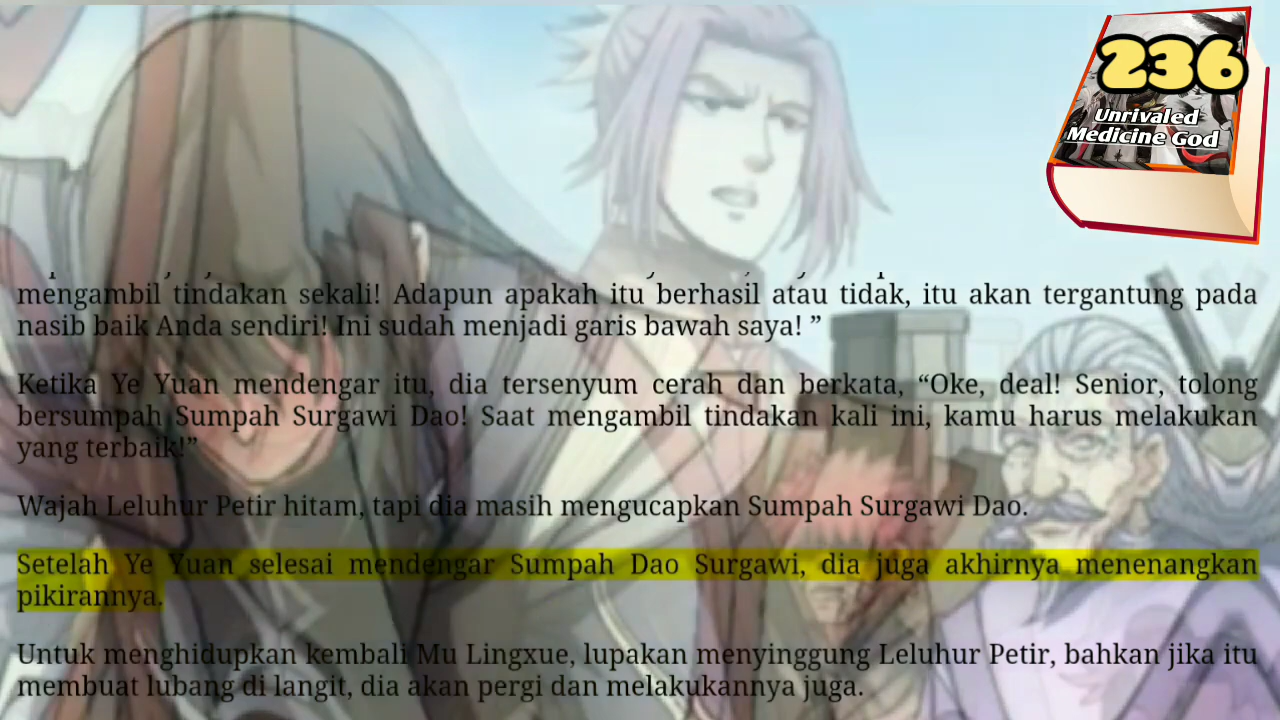 236
Unrivaled
Medicine God
mengambil tindakan sekali! Adapun apakah itu berhasil atau tidak, itu akan tergantung pada
nasib baik Anda sendiri! Ini sudah menjadi garis bawah saya! ”
Ketika Ye Yuan mendengar itu, dia tersenyum cerah dan berkata, “Oke, deal! Senior, tolong
bersumpah Sumpah Surgawi Dao! Saat mengambil tindakan kali ini, kamu harus melakukan
yang terbaik!”
Wajah Leluhur Petir hitam, tapi dia masih mengucapkan Sumpah Surgawi Dao.
Setelah Ye Yuan selesai mendengar Sumpah Dao Surgawi, dia juga akhirnya menenangkan
pikirannya.
Untuk menghidupkan kembali Mu Lingxue, lupakan menyinggung Leluhur Petir, bahkan jika itu
membuat lubang di langit, dia akan pergi dan melakukannya juga.